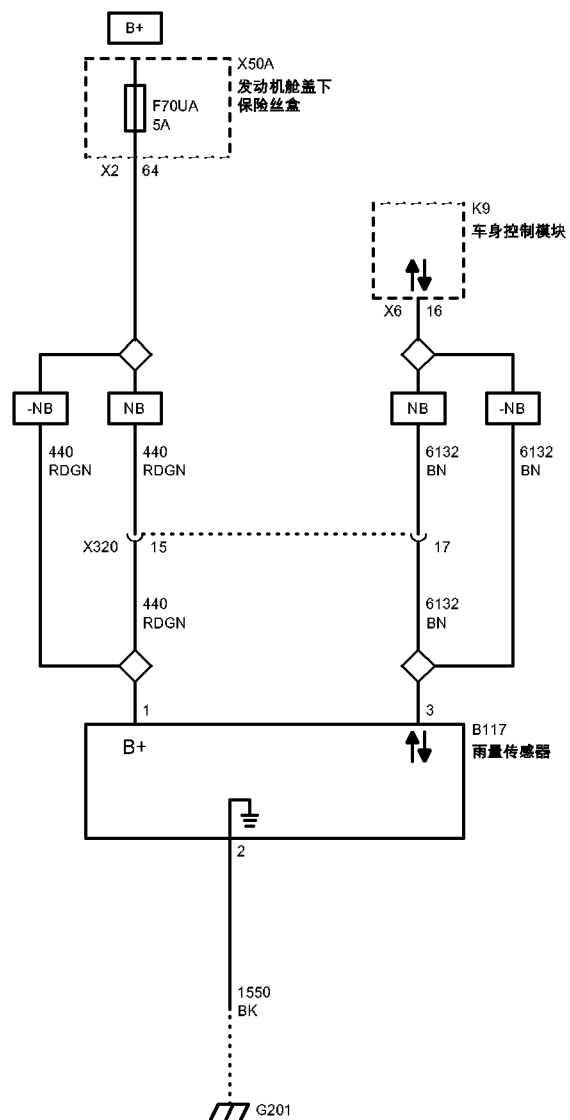 B+
X50A
发动机舱盖下
保险丝盒
F70UA
5A
X2 64
K9
车身控制模块
X6 16
-NB NB NB -NB
440 440 6132 6132
RDGN RDGN BN BN
X320 15 17
440 6132
RDGN BN
1 3
B117
雨量传感器
B+
2
1550
BK
G201